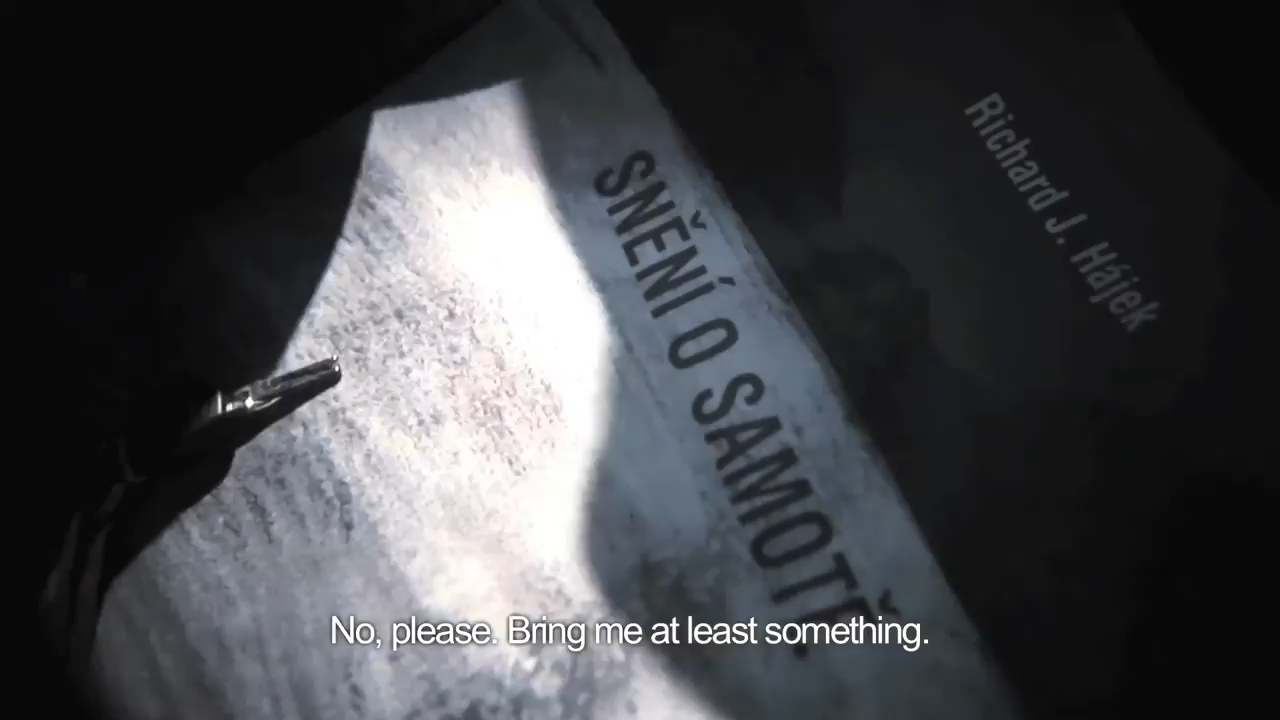 Richard J. Hájek
SNĚNÍ O SAMOTĚ.
No, please. Bring me at least something.